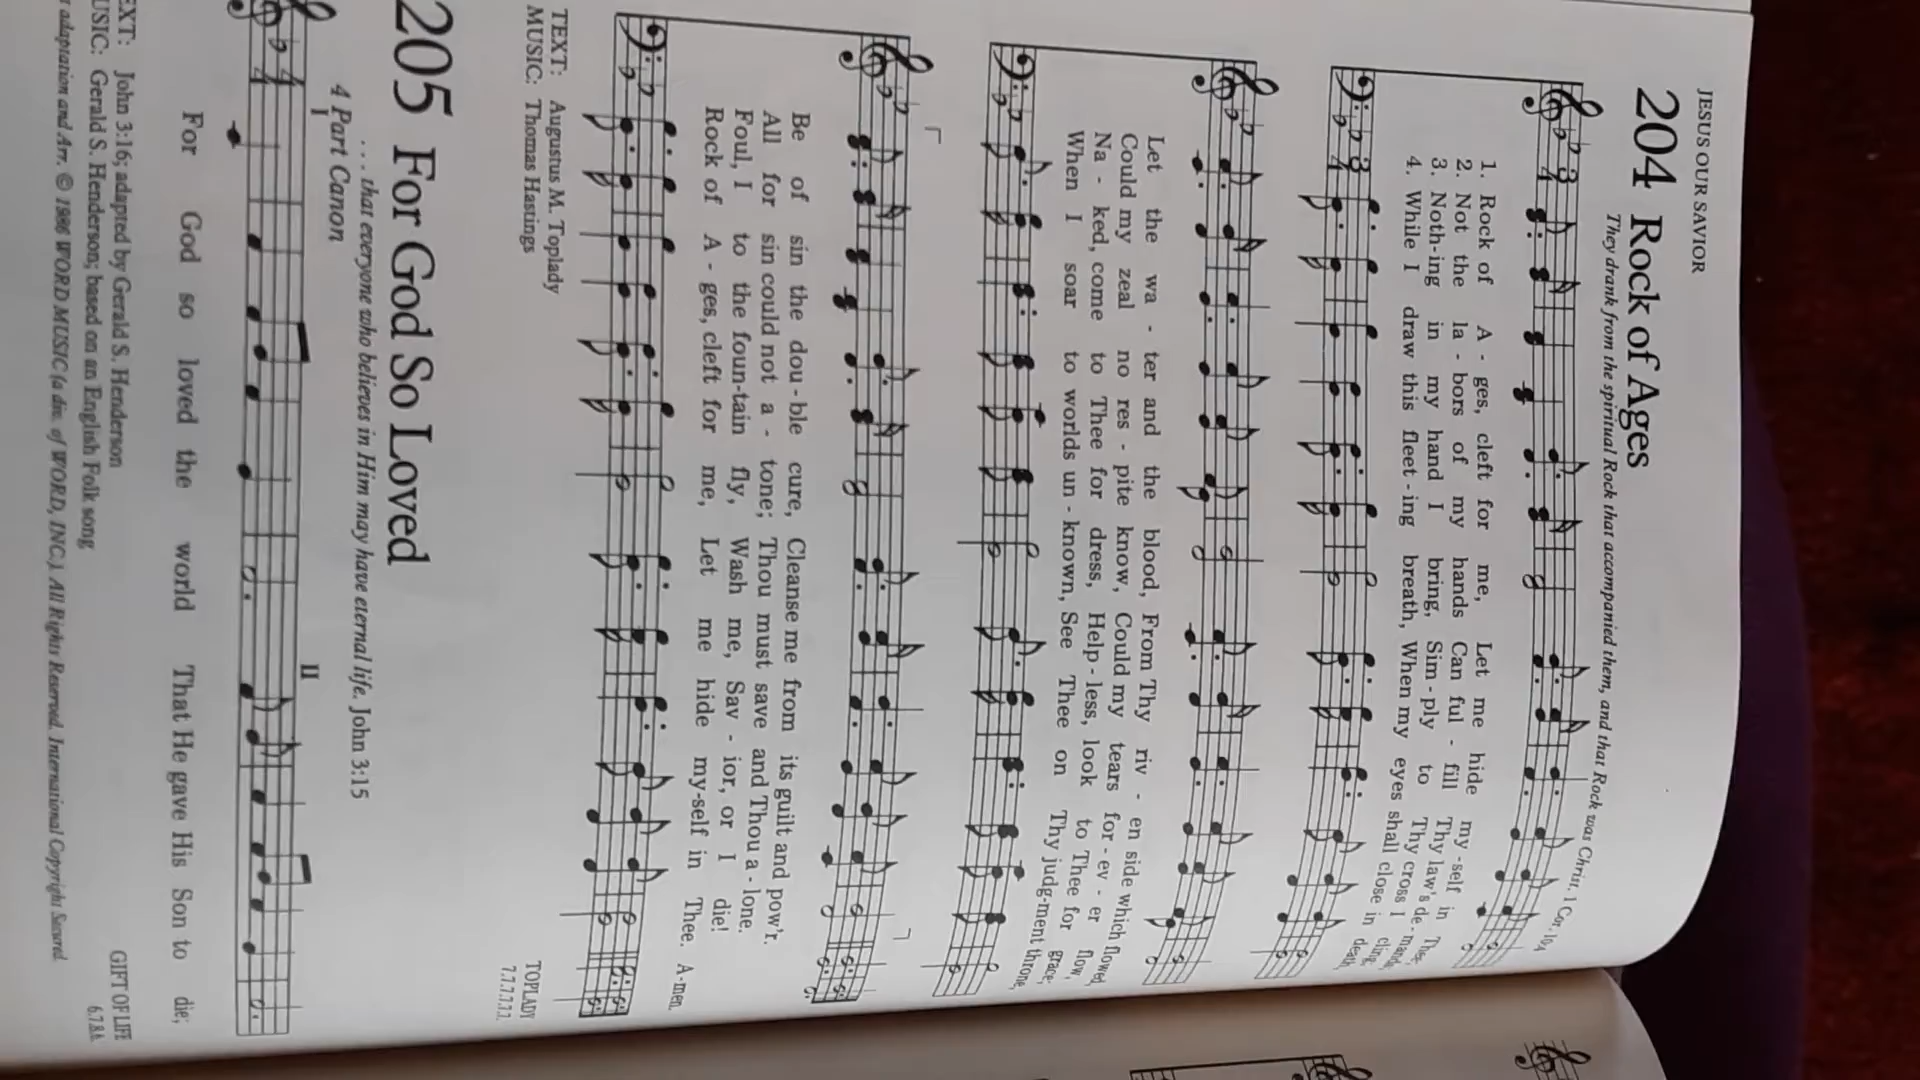 JESUS OUR SAVIOR
204 Rock of Ages
They drank from the spiritual Rock that accompanied them, and that Rock was Christ. 1 Cor. 10:4
1. Rock of A - ges, cleft for me, Let me hide my - self in Thee;
2. Not the la - bors of my hands Can ful - fill Thy law's de - mands;
3. Noth - ing in my hand I bring, Sim - ply to Thy cross I cling;
4. While I draw this fleet - ing breath, When my eyes shall close in death,
Let the wa - ter and the blood, From Thy riv - en side which flowed,
Could my zeal no res - pite know, Could my tears for - ev - er flow,
Na - ked, come to Thee for dress, Help - less, look to Thee for grace;
When I soar to worlds un - known, See Thee on Thy judg - ment throne,
Be of sin the dou - ble cure, Cleanse me from its guilt and pow'r.
All for sin could not a - tone; Thou must save and Thou a - lone.
Foul, I to the foun - tain fly, Wash me, Sav - ior, or I die!
Rock of A - ges, cleft for me, Let me hide my - self in Thee. A - men.
TEXT: Augustus M. Toplady
MUSIC: Thomas Hastings
TOPLADY
7.7.7.7.7.7.
205 For God So Loved
. . . that everyone who believes in Him may have eternal life. John 3:15
4 Part Canon
I
II
For God so loved the world That He gave His Son to die;
TEXT: John 3:16; adapted by Gerald S. Henderson
MUSIC: Gerald S. Henderson; based on an English Folk song
adaptation and Arr. © 1986 WORD MUSIC (a div. of WORD, INC.). All Rights Reserved. International Copyright Secured.
GIFT OF LIFE